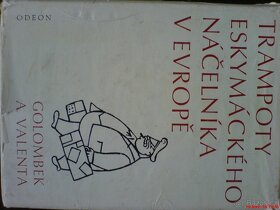 ODEON
TRAMPOTY
ESKYMÁCKÉHO
NÁČELNÍKA
V EVROPĚ
GOLOMBEK
A VALENTA